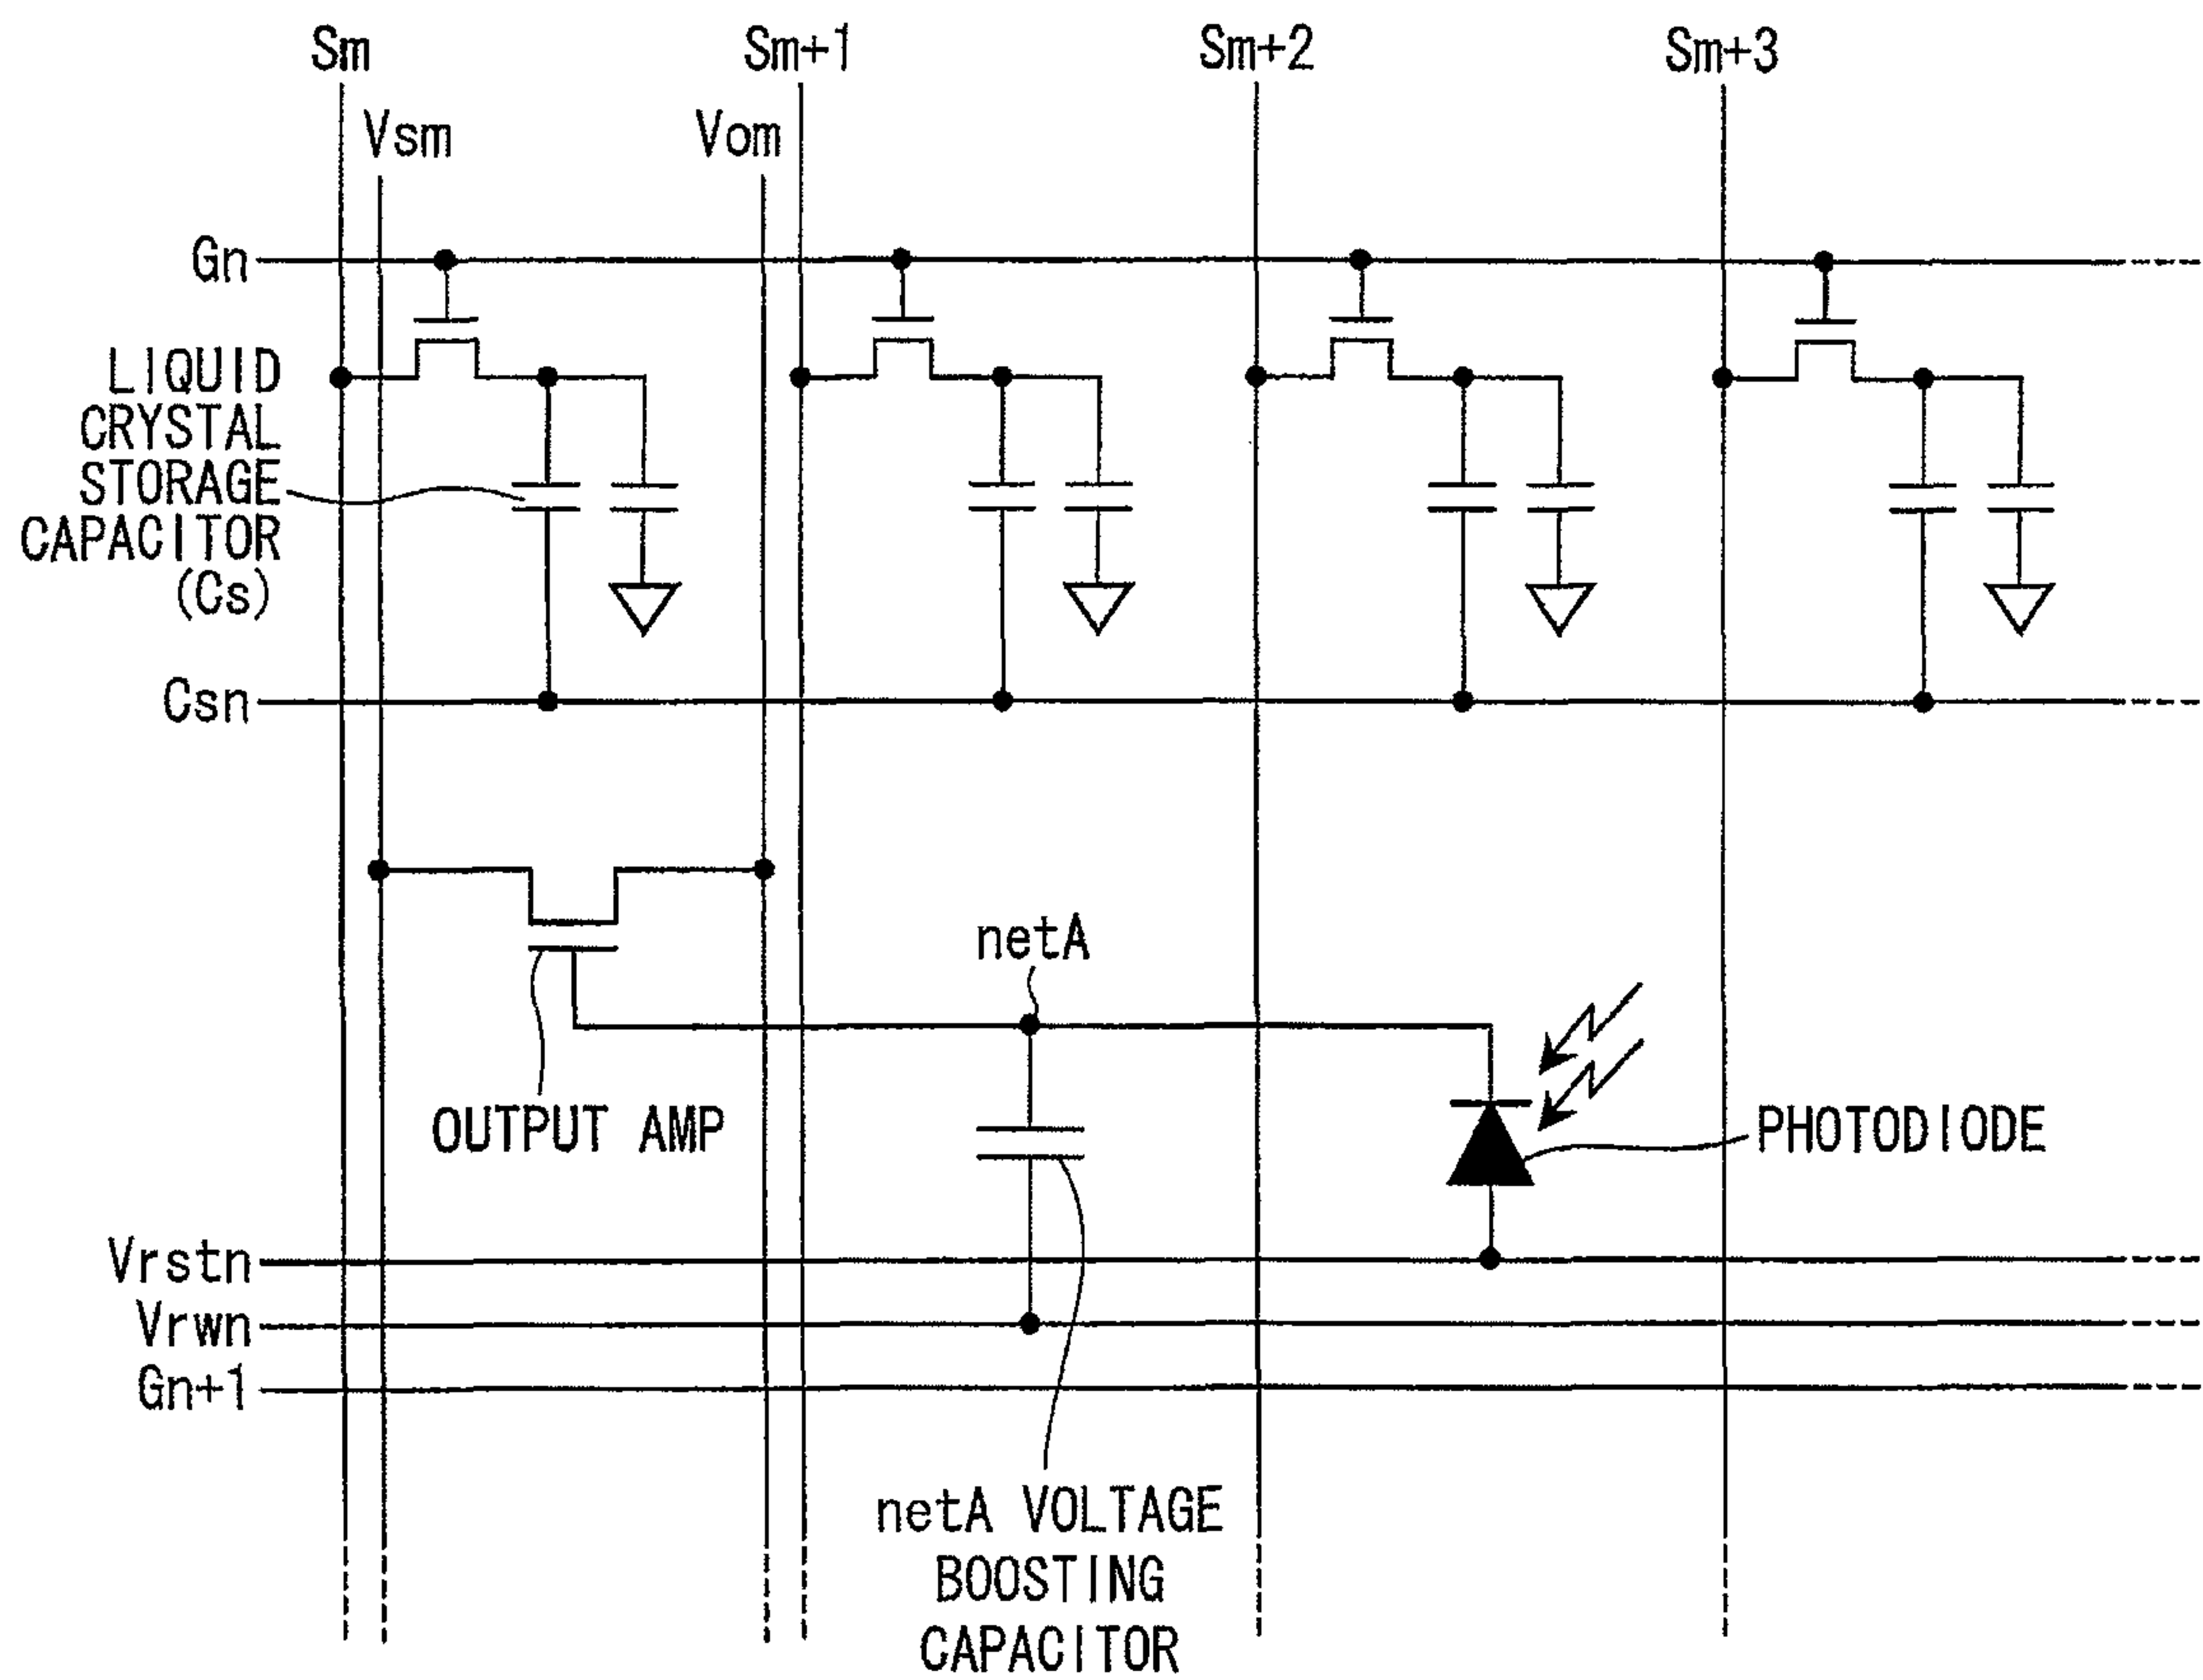 Sm
Sm+1
Sm+2
Sm+3
Vsm
Vom
Gn
LIQUID
CRYSTAL
STORAGE
CAPACITOR
(Cs)
Csn
netA
OUTPUT AMP
PHOTODIODE
Vrstn
Vrwn
Gn+1
netA VOLTAGE
BOOSTING
CAPACITOR